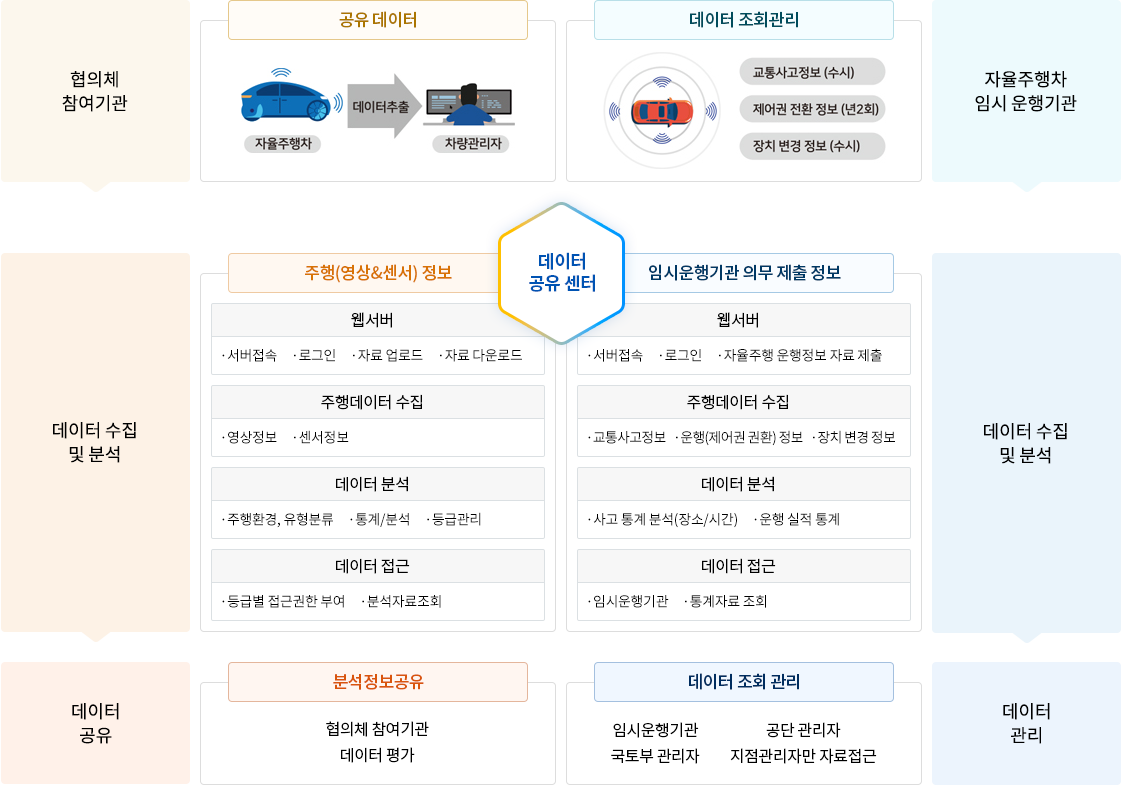 공유 데이터
데이터 조회관리
협의체
참여기관
데이터추출
자율주행차
차량관리자
교통사고정보 (수시)
제어권 전환 정보 (년2회)
장치 변경 정보 (수시)
자율주행차
임시 운행기관
데이터
공유 센터
데이터 수집
및 분석
주행(영상&센서) 정보
웹서버
·서버접속 ·로그인 ·자료 업로드 ·자료 다운로드
주행데이터 수집
·영상정보 ·센서정보
데이터 분석
·주행환경, 유형분류 ·통계/분석 ·등급관리
데이터 접근
·등급별 접근권한 부여 ·분석자료조회
임시운행기관 의무 제출 정보
웹서버
·서버접속 ·로그인 ·자율주행 운행정보 자료 제출
주행데이터 수집
·교통사고정보 ·운행(제어권 권환) 정보 ·장치 변경 정보
데이터 분석
·사고 통계 분석(장소/시간) ·운행 실적 통계
데이터 접근
·임시운행기관 ·통계자료 조회
데이터 수집
및 분석
데이터
공유
분석정보공유
협의체 참여기관
데이터 평가
데이터 조회 관리
임시운행기관 공단 관리자
국토부 관리자 지점관리자만 자료접근
데이터
관리